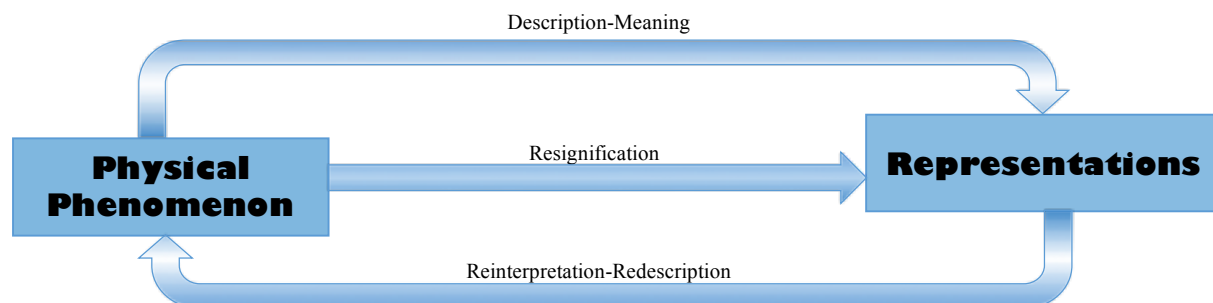 Description-Meaning
Physical
Phenomenon
Resignification
Representations
Reinterpretation-Redescription